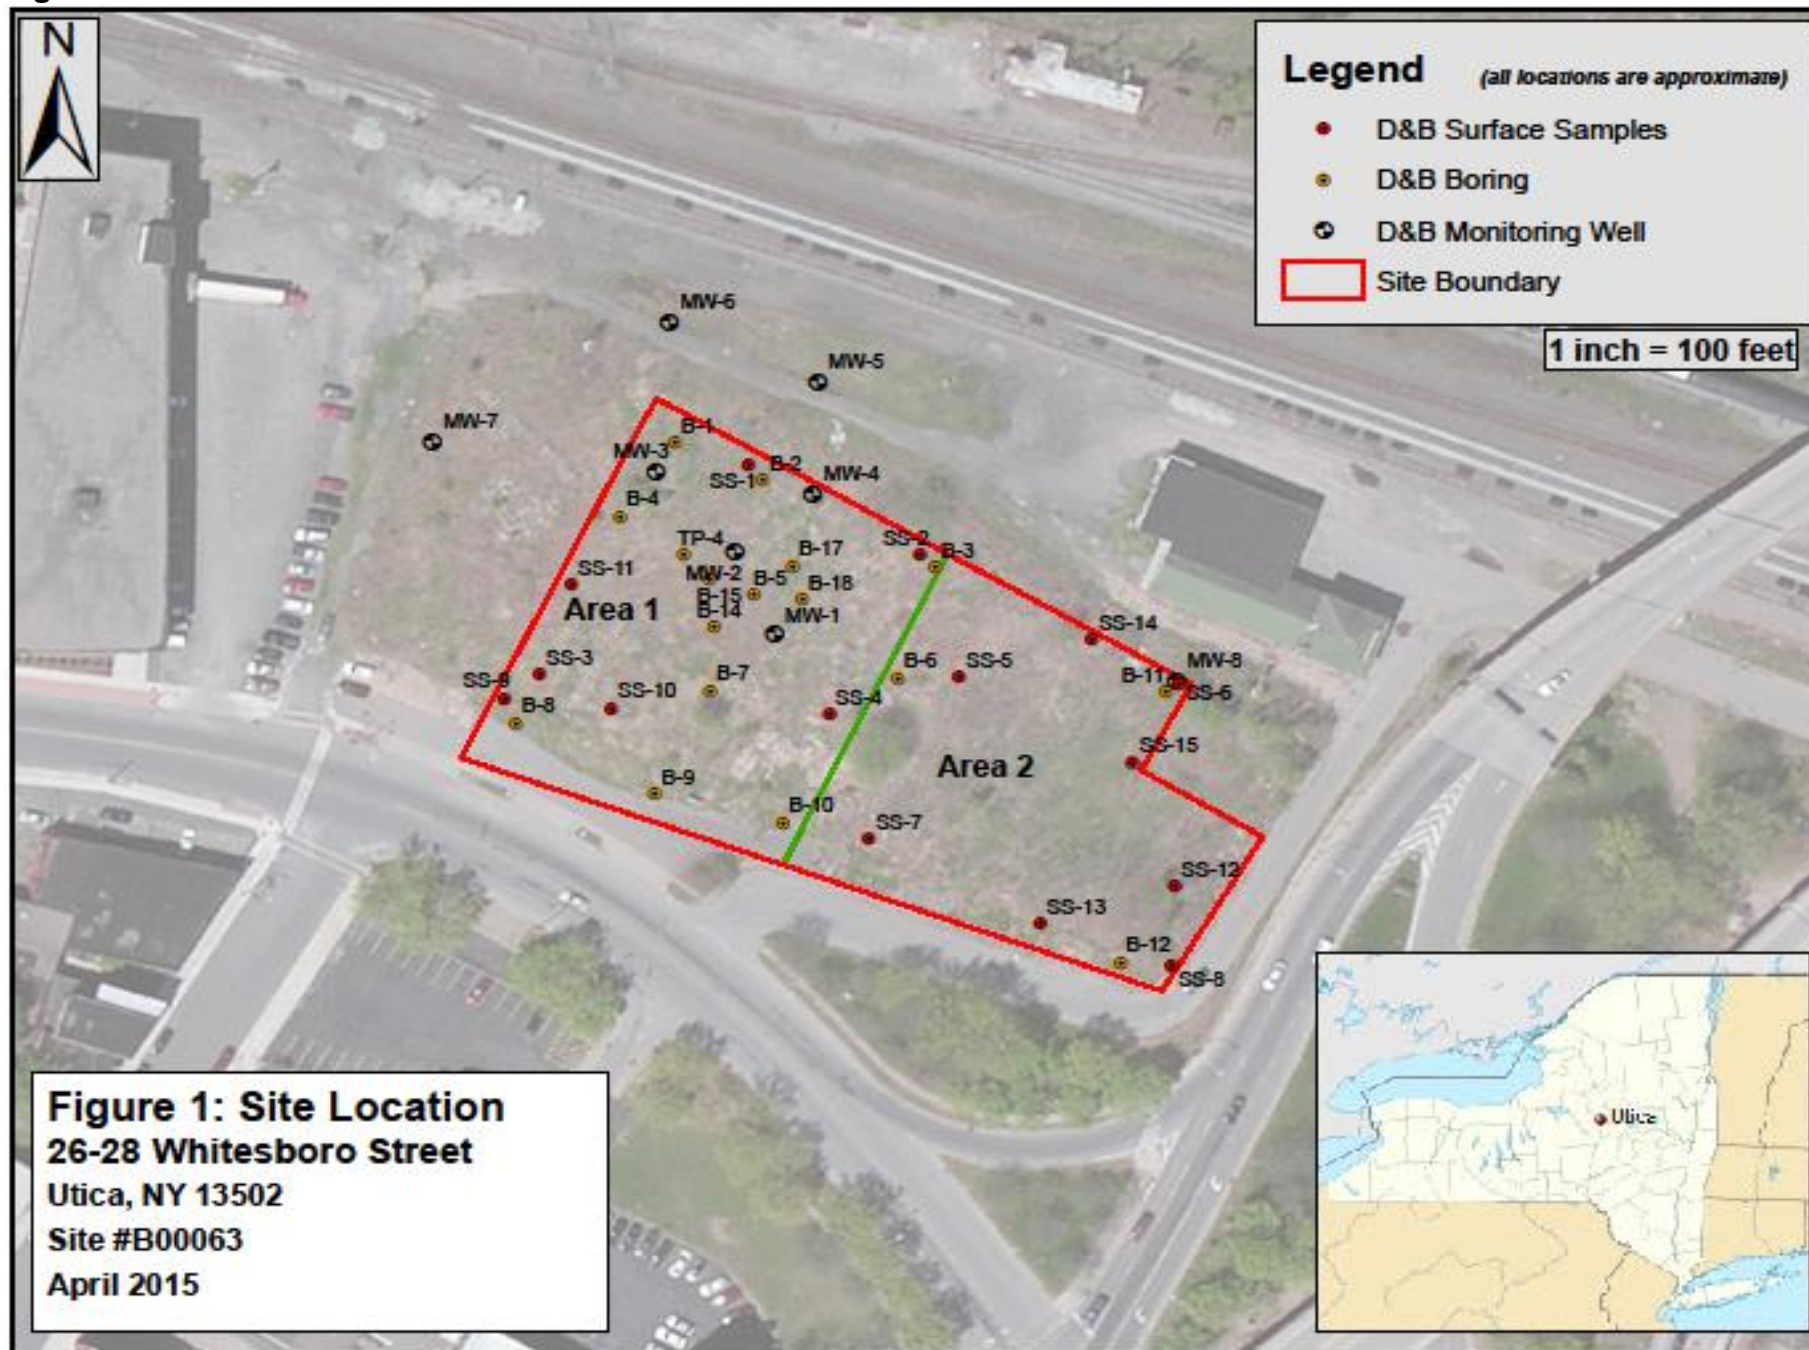 N
Legend (all locations are approximate)
D&B Surface Samples
D&B Boring
D&B Monitoring Well
Site Boundary
1 inch = 100 feet
MW-6
MW-5
MW-7
B-1
MW-3
B-2
SS-1
MW-4
B-4
TP-4
B-17
SS-2
B-3
MW-2
B-5
B-18
SS-11
B-15
B-14
Area 1
MW-1
SS-14
SS-3
SS-9
SS-10
B-7
B-6
SS-5
MW-8
B-11
SS-6
SS-4
B-8
SS-15
Area 2
B-9
B-10
SS-7
SS-12
SS-13
B-12
SS-8
Utica
Figure 1: Site Location
26-28 Whitesboro Street
Utica, NY 13502
Site #B00063
April 2015